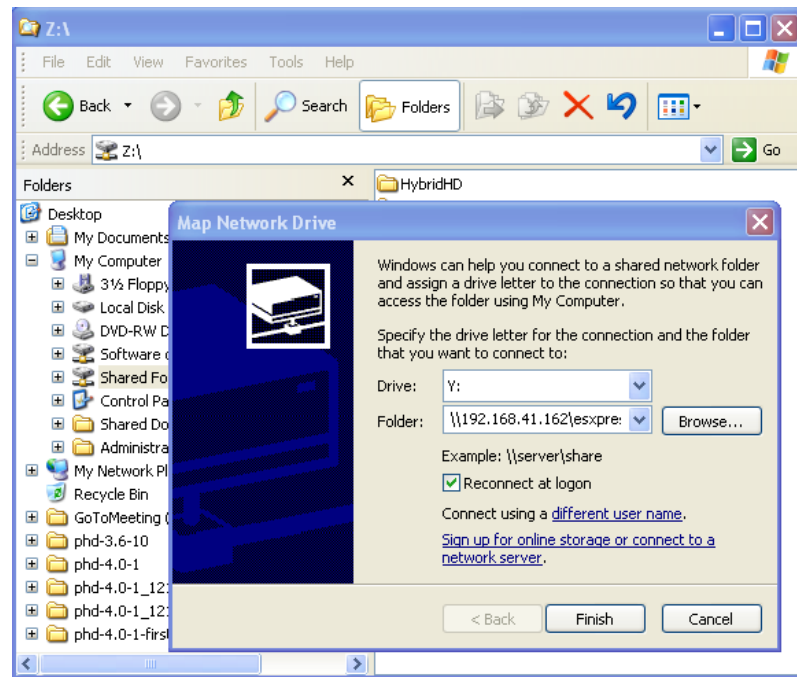 Z:\
File Edit View Favorites Tools Help
Back Search Folders
Address Z:\ Go
Folders
HybridHD
Desktop
My Documents
My Computer
3½ Floppy
Local Disk
DVD-RW D
Software
Shared Fo
Control Pa
Shared Do
Administra
My Network Pl
Recycle Bin
GoToMeeting (
phd-3.6-10
phd-4.0-1
phd-4.0-1_121
phd-4.0-1_121
phd-4.0-1-firs
Map Network Drive
Windows can help you connect to a shared network folder
and assign a drive letter to the connection so that you can
access the folder using My Computer.
Specify the drive letter for the connection and the folder
that you want to connect to:
Drive: Y:
Folder: \\192.168.41.162\esxpre Browse...
Example: \\server\share
Reconnect at logon
Connect using a different user name.
Sign up for online storage or connect to a
network server.
< Back Finish Cancel